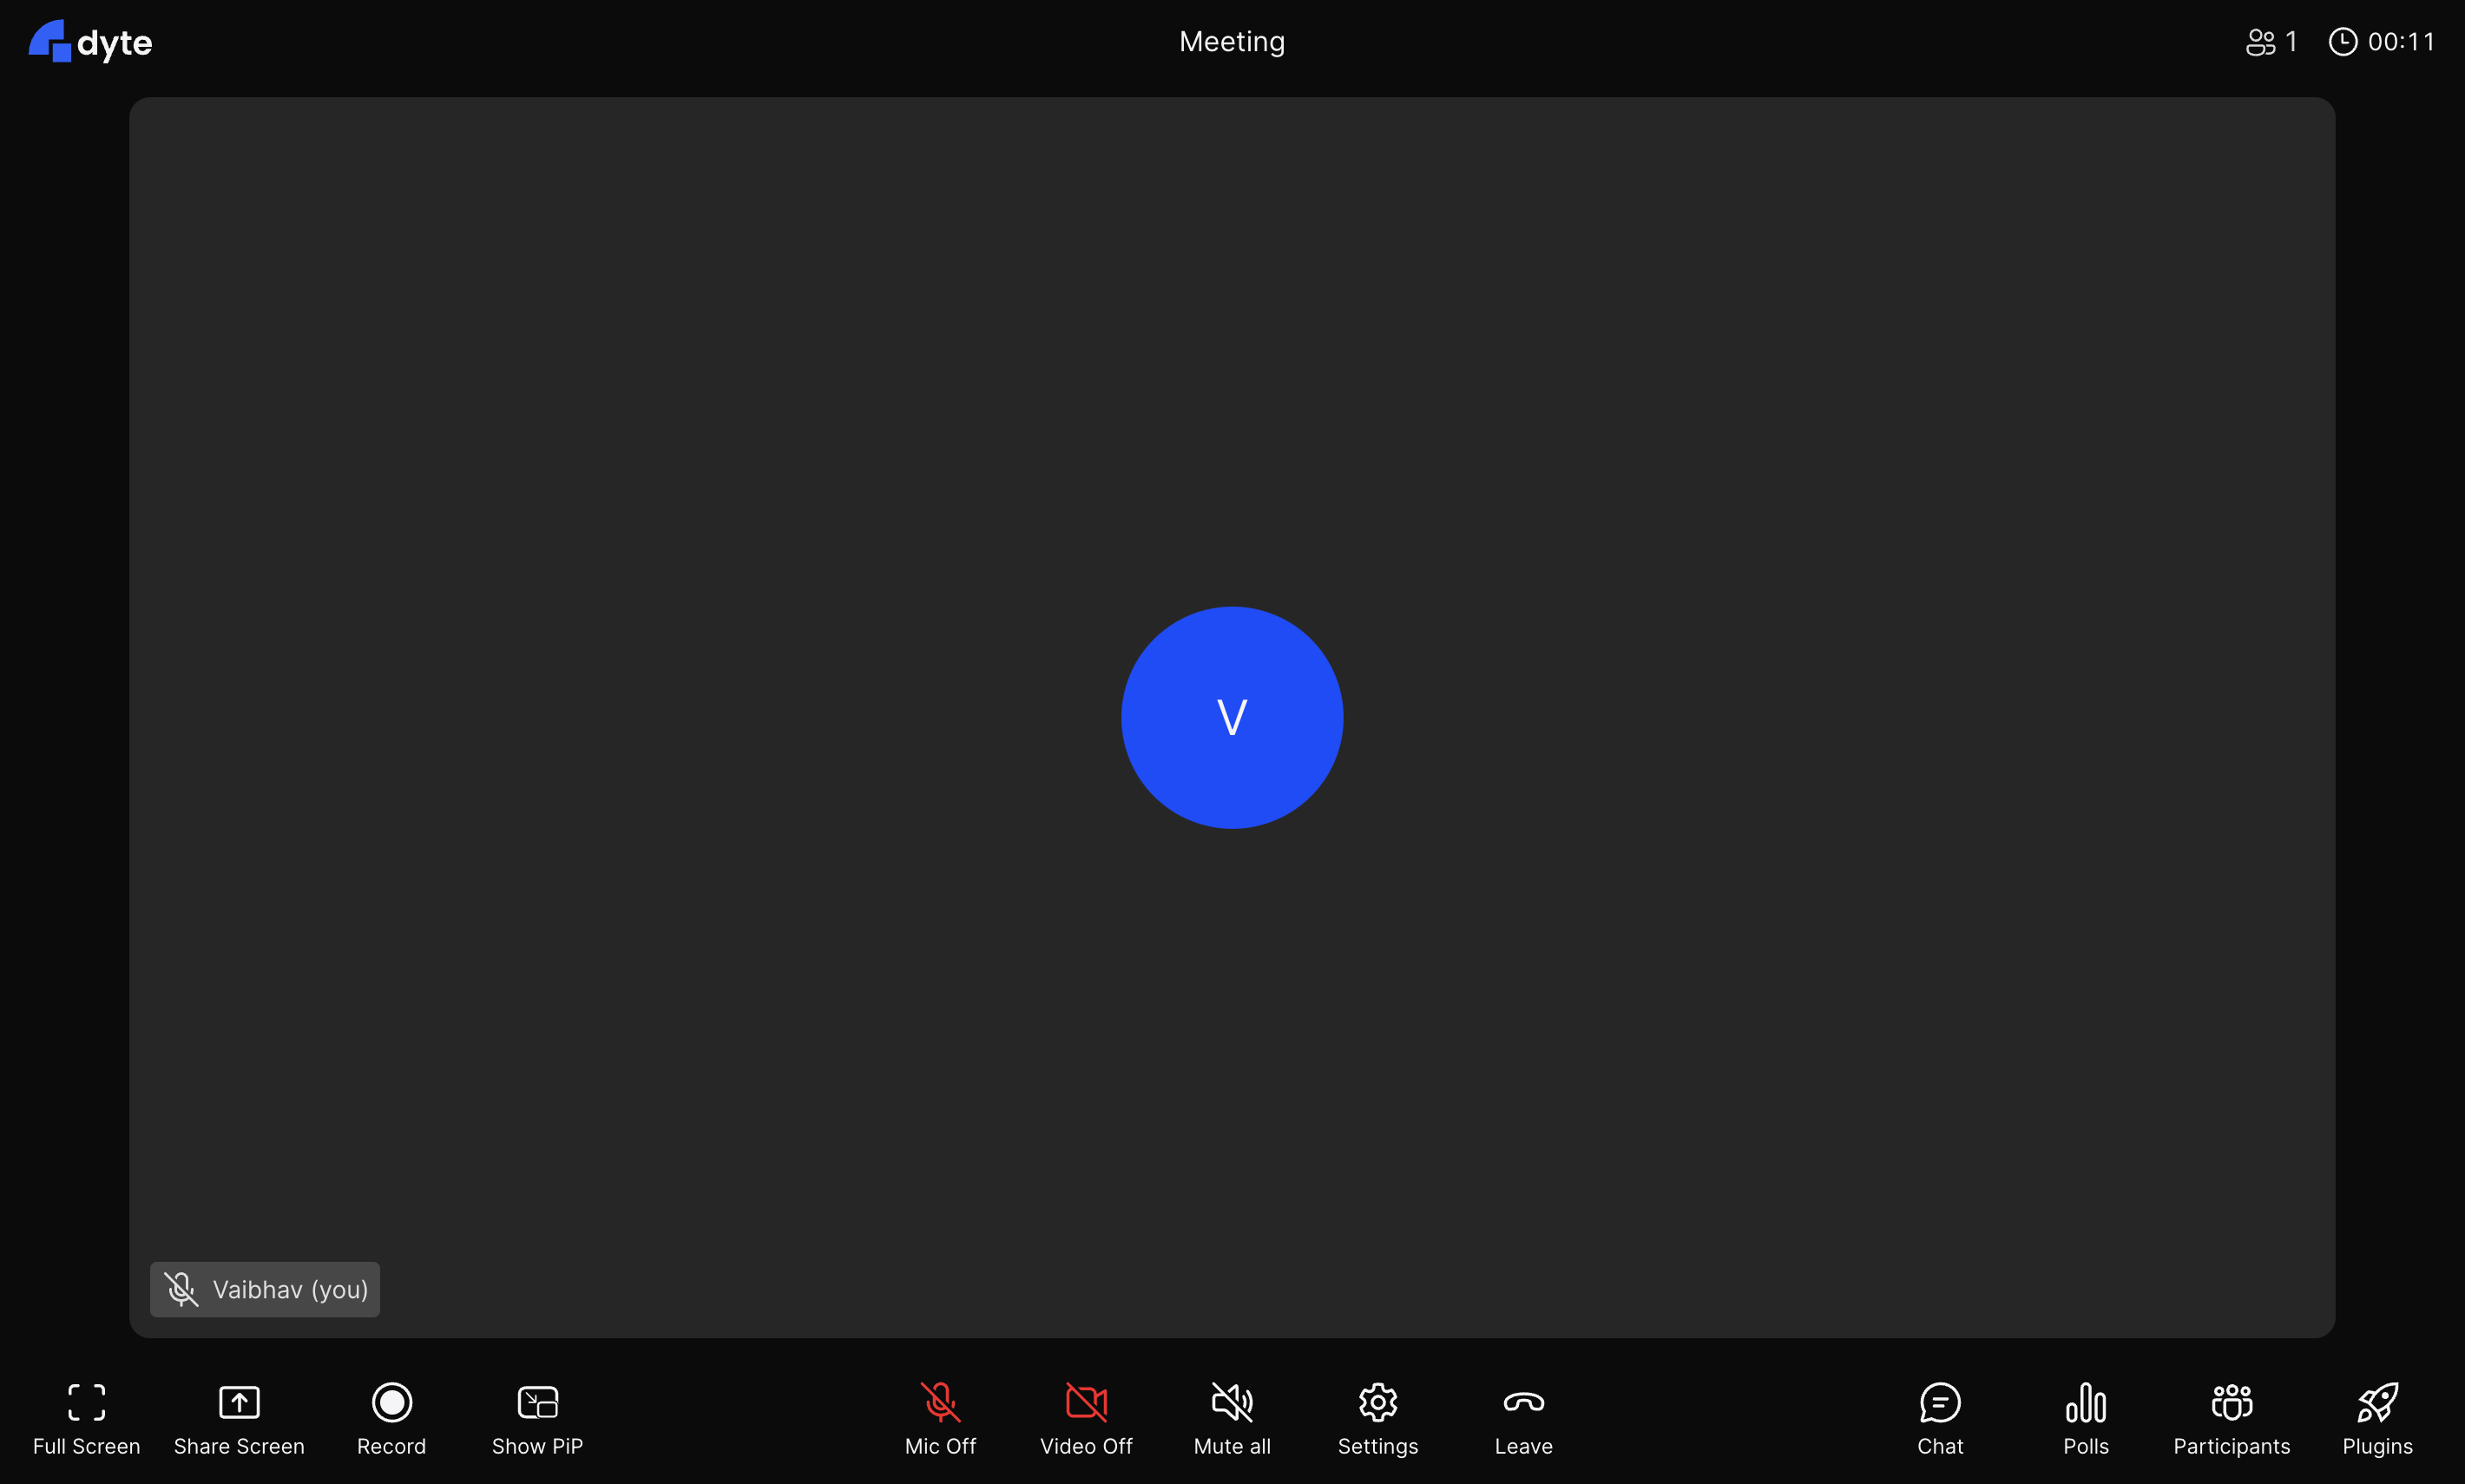 dyte
Meeting
1
00:11
V
Vaibhav (you)
Full Screen
Share Screen
Record
Show PiP
Mic Off
Video Off
Mute all
Settings
Leave
Chat
Polls
Participants
Plugins